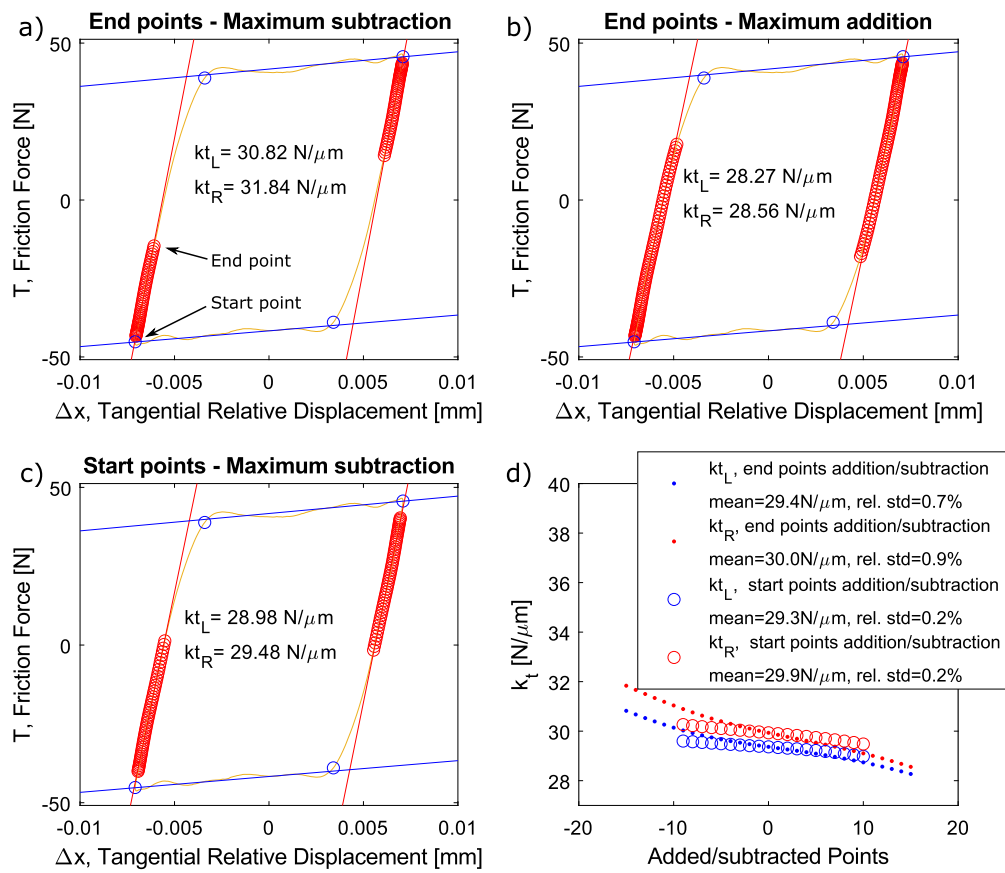 a)
End points - Maximum subtraction
T, Friction Force [N]
50
0
-50
kt_L= 30.82 N/μm
kt_R= 31.84 N/μm
End point
Start point
-0.01 -0.005 0 0.005 0.01
Δx, Tangential Relative Displacement [mm]
b)
End points - Maximum addition
T, Friction Force [N]
50
0
-50
kt_L= 28.27 N/μm
kt_R= 28.56 N/μm
-0.01 -0.005 0 0.005 0.01
Δx, Tangential Relative Displacement [mm]
c)
Start points - Maximum subtraction
T, Friction Force [N]
50
0
-50
kt_L= 28.98 N/μm
kt_R= 29.48 N/μm
-0.01 -0.005 0 0.005 0.01
Δx, Tangential Relative Displacement [mm]
d)
kt_L, end points addition/subtraction
mean=29.4N/μm, rel. std=0.7%
kt_R, end points addition/subtraction
mean=30.0N/μm, rel. std=0.9%
kt_L, start points addition/subtraction
mean=29.3N/μm, rel. std=0.2%
kt_R, start points addition/subtraction
mean=29.9N/μm, rel. std=0.2%
k_t [N/μm]
40
38
36
34
32
30
28
-20 -10 0 10 20
Added/subtracted Points